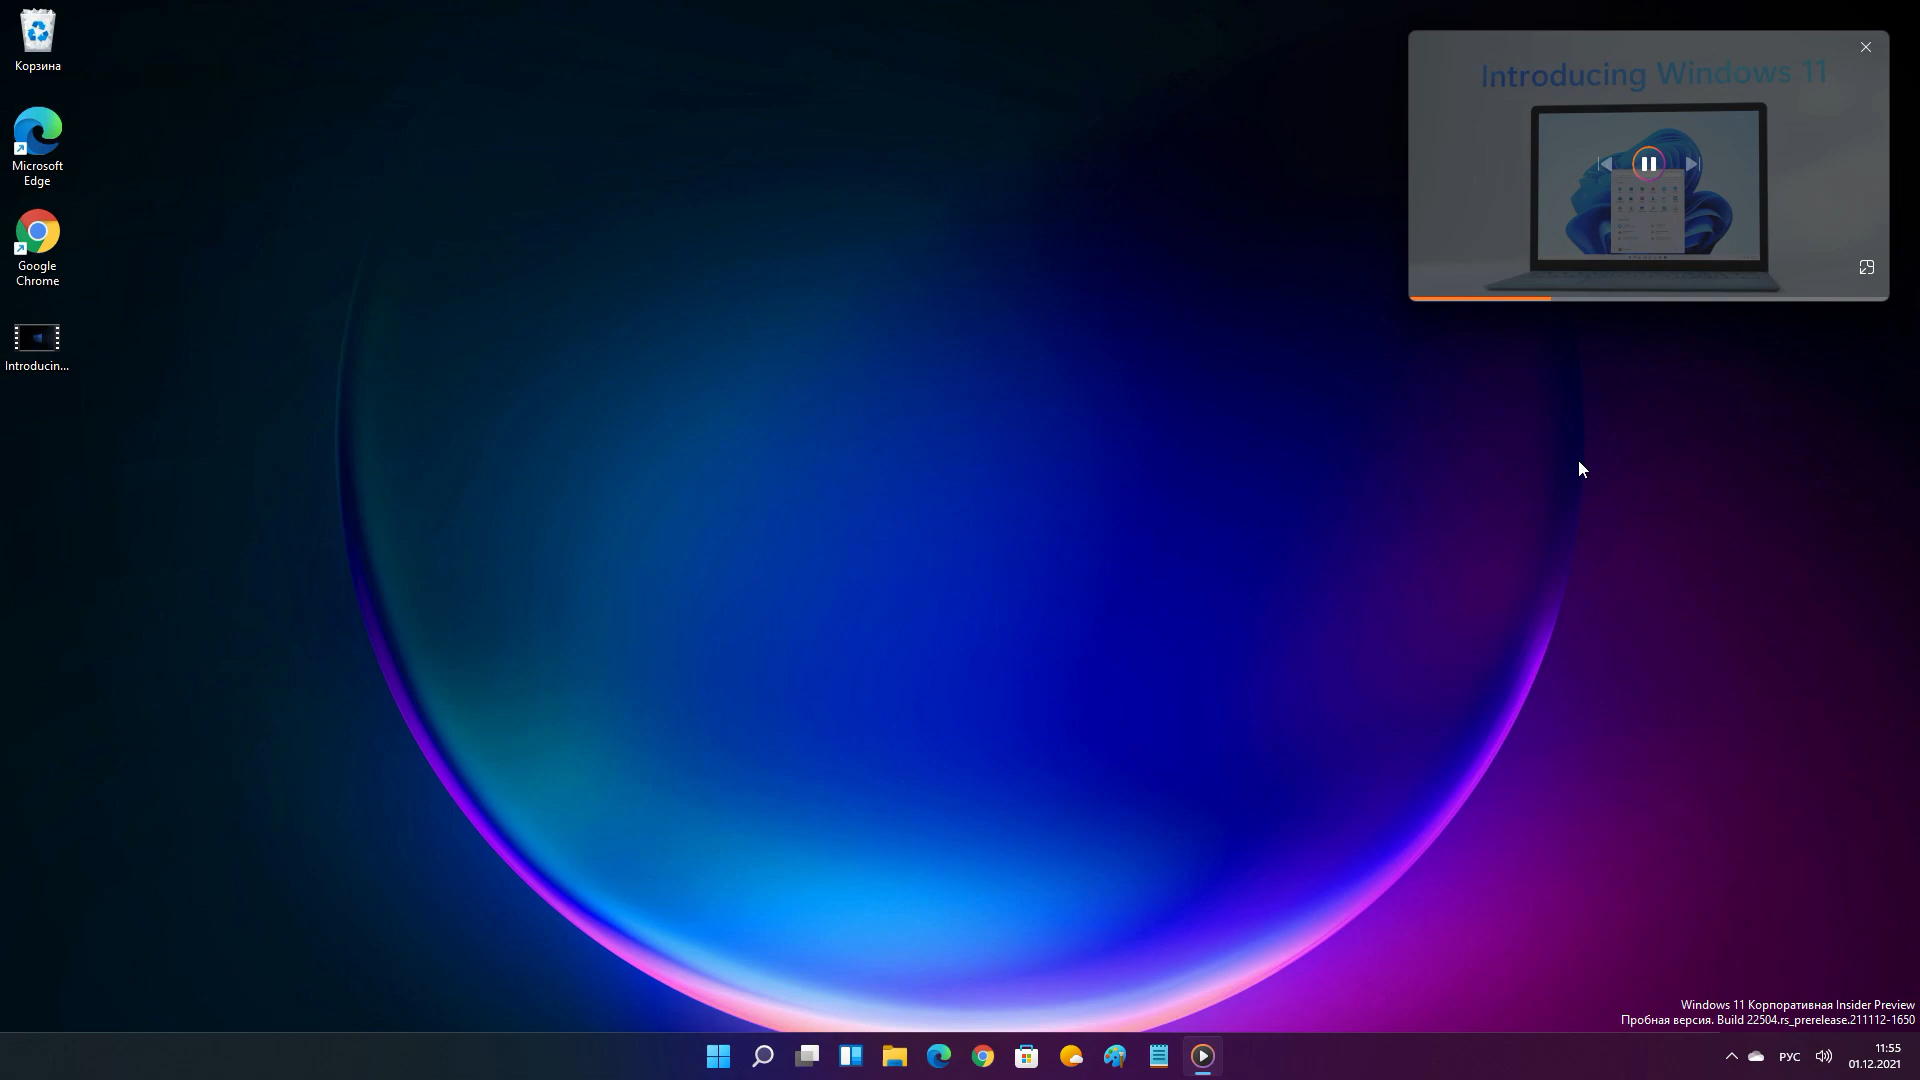 Корзина
Microsoft
Edge
Google
Chrome
Introducin...
Introducing Windows 11
Windows 11 Корпоративная Insider Preview
Пробная версия. Build 22504.rs_prerelease.211112-1650
РУС
11:55
01.12.2021